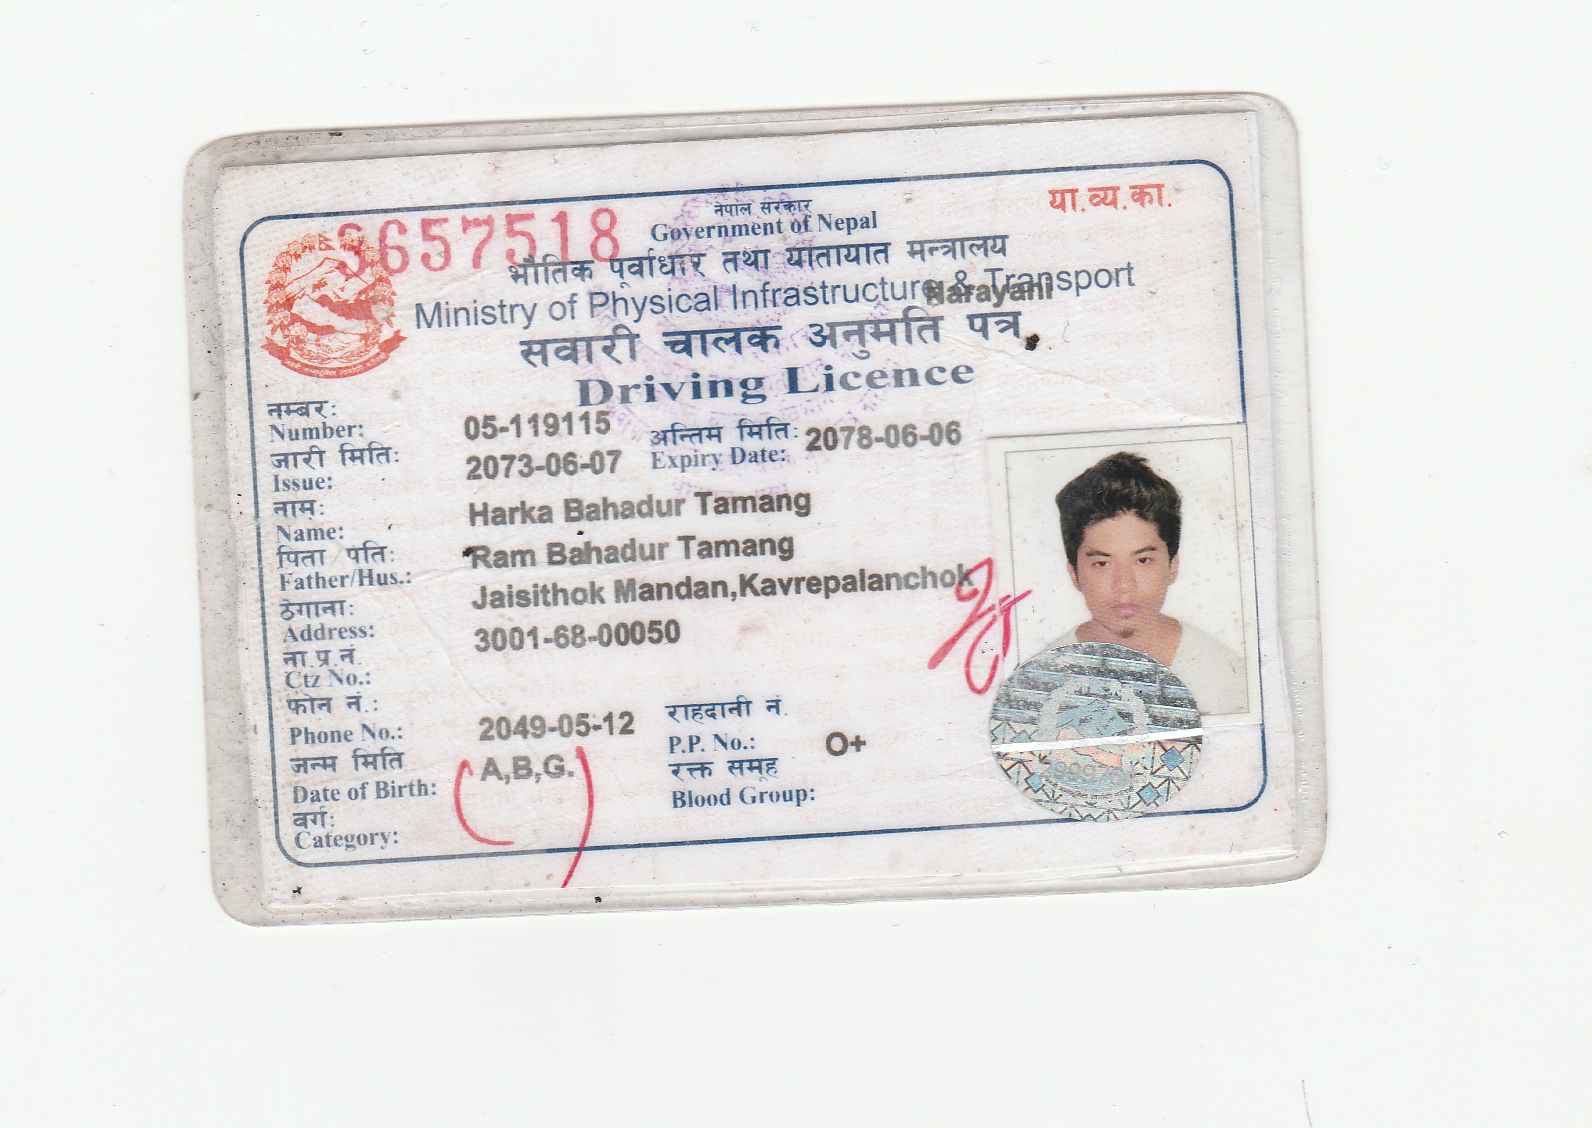 या.व्य.का.
S657518
नेपाल सरकार
Government of Nepal
भौतिक पूर्वाधार तथा यातायात मन्त्रालय
Ministry of Physical Infrastructure & Transport
Narayani
सवारी चालक अनुमति पत्र
Driving Licence
नम्बर:
Number: 05-119115
अन्तिम मिति:
Expiry Date: 2078-06-06
जारी मिति:
Issue: 2073-06-07
नाम:
Name: Harka Bahadur Tamang
पिता/पति:
Father/Hus.: Ram Bahadur Tamang
ठेगाना:
Address: Jaisithok Mandan,Kavrepalanchok
ना.प्र.नं.
Ctz No.: 3001-68-00050
फोन नं.:
Phone No.:
राहदानी नं.
P.P. No.:
जन्म मिति
Date of Birth: 2049-05-12
रक्त समूह
Blood Group: O+
वर्ग:
Category: A,B,G.